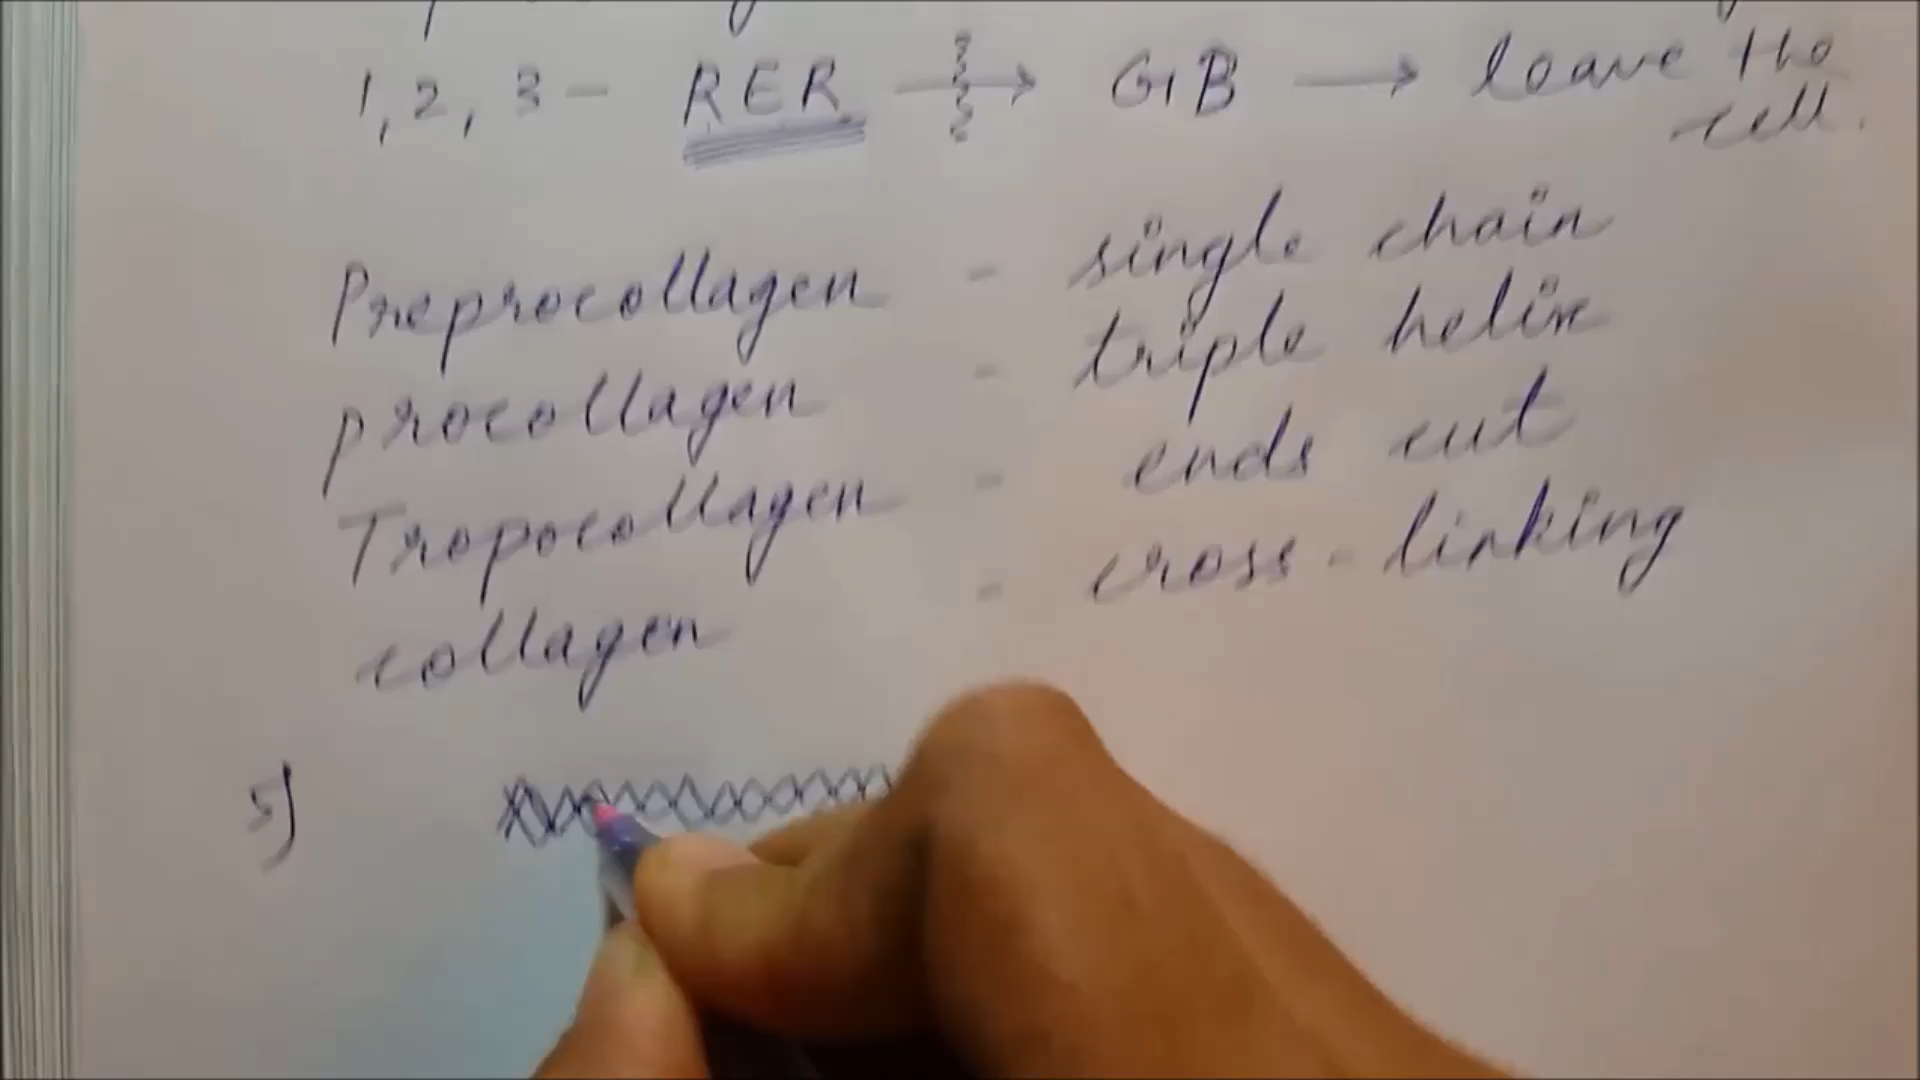 1, 2, 3 - RER → GB → leave the
cell.
Preprocollagen - single chain
procollagen - triple helix
Tropocollagen - ends cut
collagen - cross-linking
5)